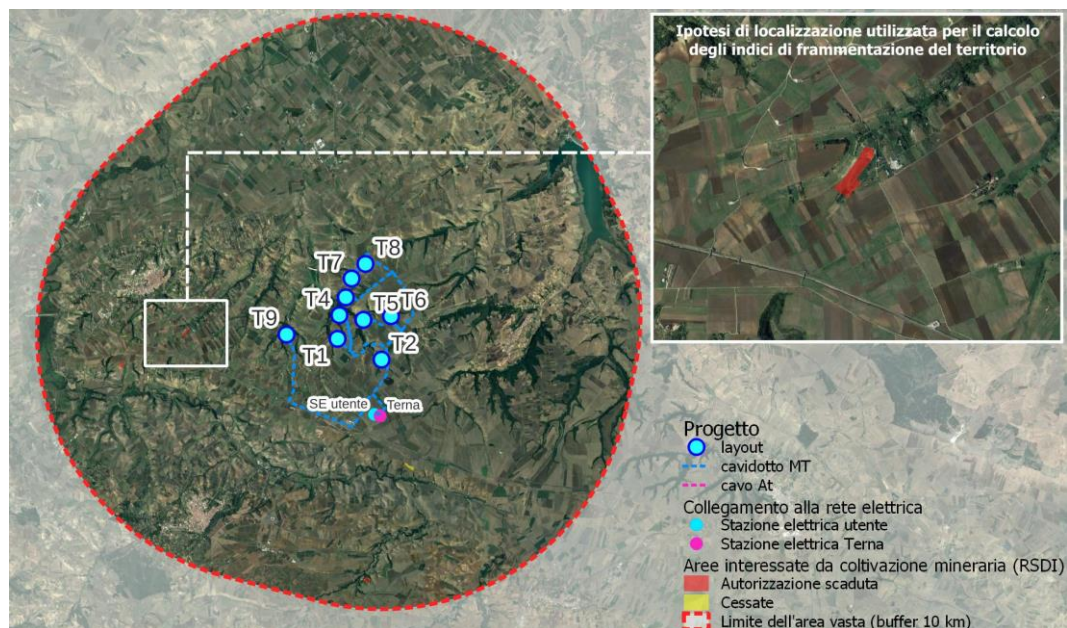 Ipotesi di localizzazione utilizzata per il calcolo
degli indici di frammentazione del territorio
T8
T7
T4
T5
T6
T9
T1
T2
SE utente
Terna
Progetto
layout
cavidotto MT
cavo At
Collegamento alla rete elettrica
Stazione elettrica utente
Stazione elettrica Terna
Aree interessate da coltivazione mineraria (RSDI)
Autorizzazione scaduta
Cessate
Limite dell'area vasta (buffer 10 km)